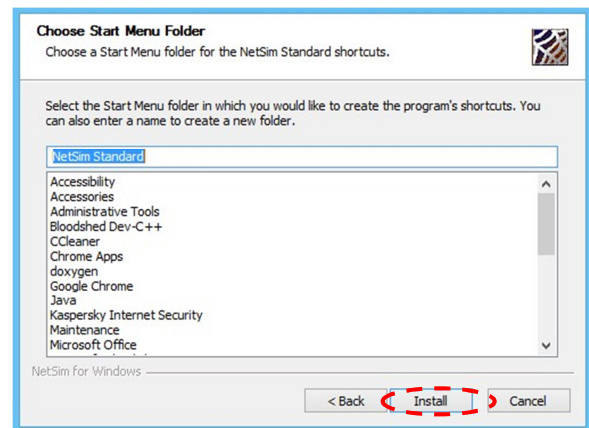 Choose Start Menu Folder
Choose a Start Menu folder for the NetSim Standard shortcuts.
Select the Start Menu folder in which you would like to create the program's shortcuts. You
can also enter a name to create a new folder.
NetSim Standard
Accessibility
Accessories
Administrative Tools
Bloodshed Dev-C++
CCleaner
Chrome Apps
doxygen
Google Chrome
Java
Kaspersky Internet Security
Maintenance
Microsoft Office
NetSim for Windows
< Back Install Cancel